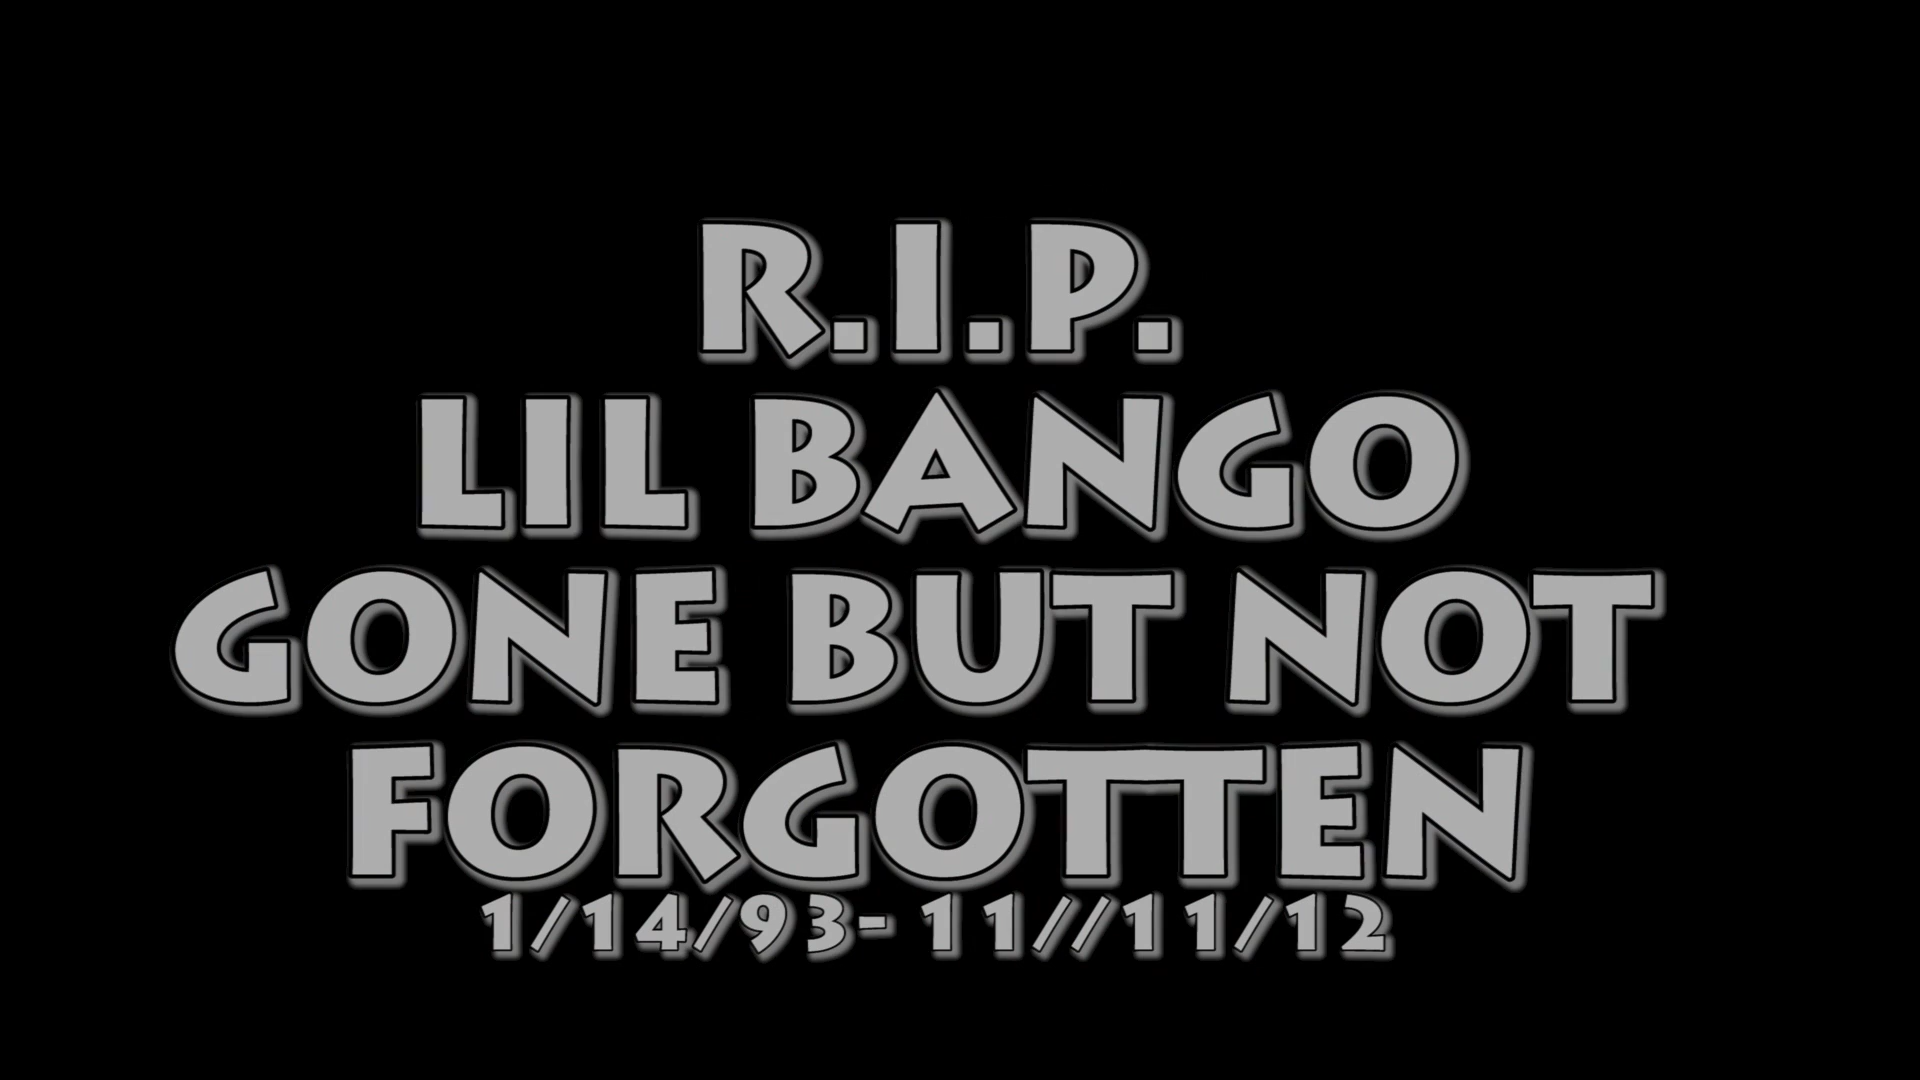 R.I.P.
LIL BANGO
GONE BUT NOT
FORGOTTEN
1/14/93- 11//11/12